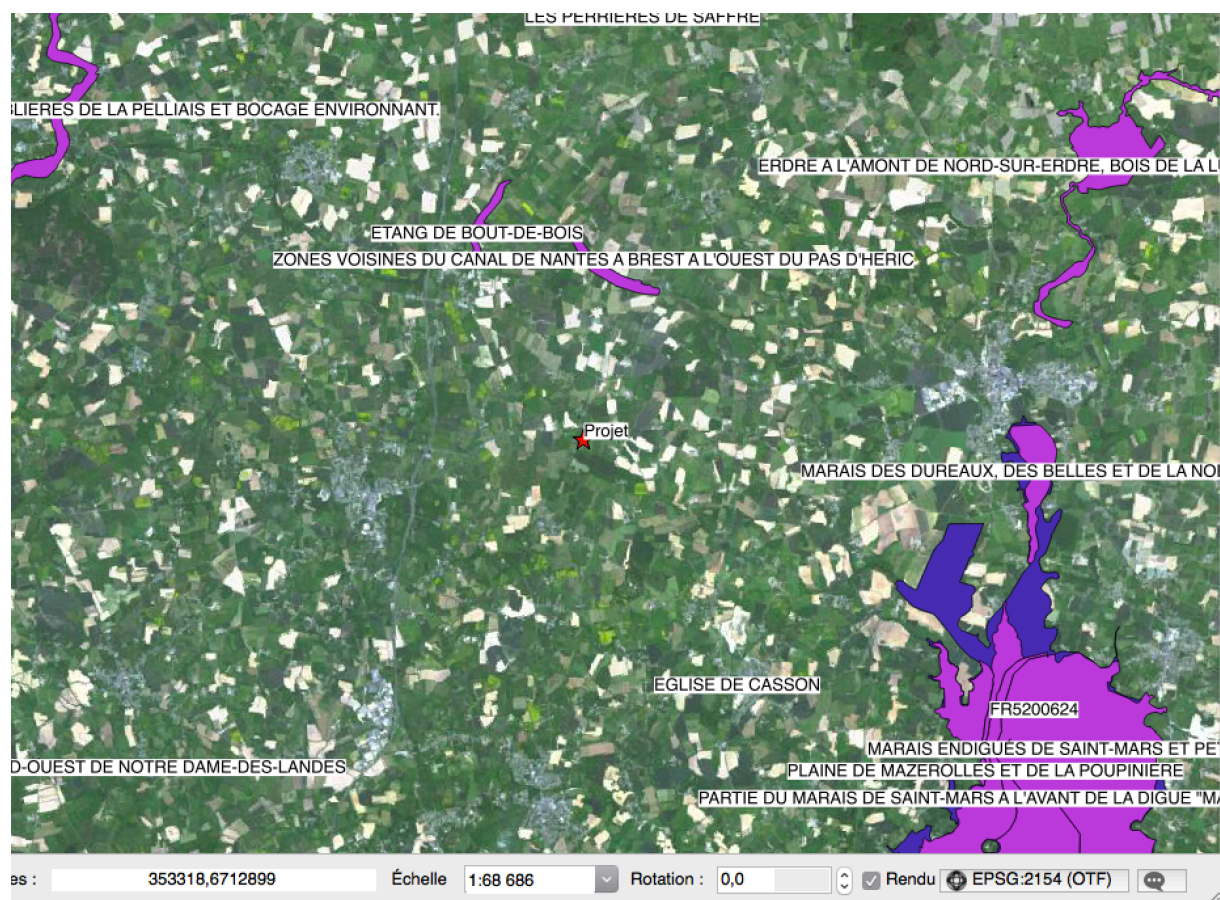 LES PERRIERES DE SAFFRE
BLIERES DE LA PELLIAIS ET BOCAGE ENVIRONNANT.
ERDRE A L'AMONT DE NORD-SUR-ERDRE, BOIS DE LA L
ETANG DE BOUT-DE-BOIS
ZONES VOISINES DU CANAL DE NANTES A BREST A L'OUEST DU PAS D'HERIC
Projet
MARAIS DES DUREAUX, DES BELLES ET DE LA NO
EGLISE DE CASSON
FR5200624
MARAIS ENDIGUÉS DE SAINT-MARS ET PE
D-OUEST DE NOTRE DAME-DES-LANDES
PLAINE DE MAZEROLLES ET DE LA POUPINIERE
PARTIE DU MARAIS DE SAINT-MARS A L'AVANT DE LA DIGUE "MA
es : 353318,6712899 Échelle 1:68 686 Rotation : 0,0 Rendu EPSG:2154 (OTF)